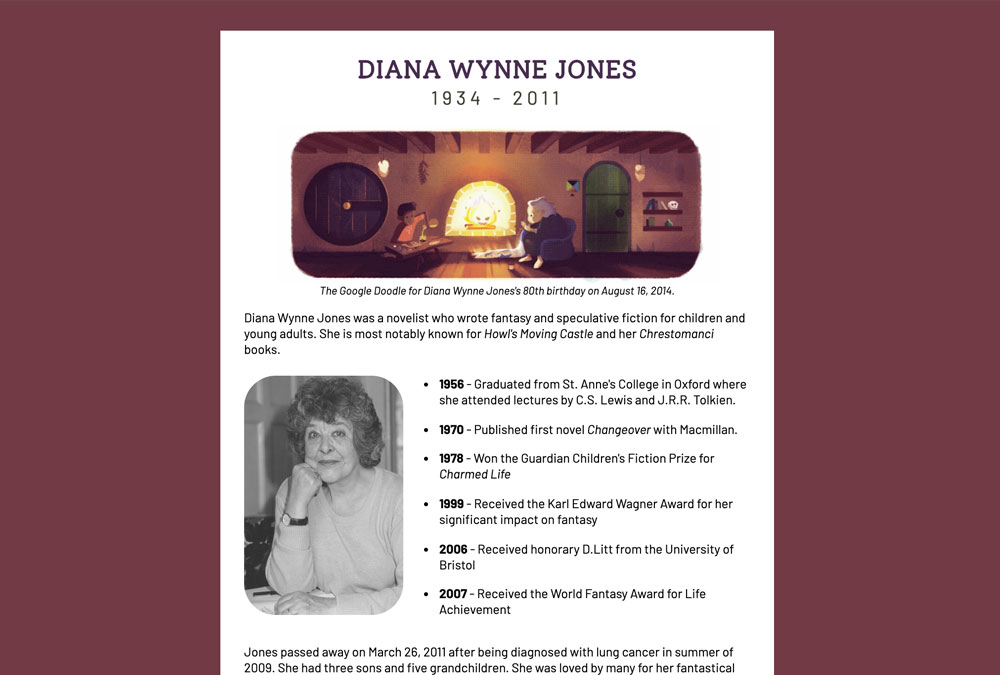 DIANA WYNNE JONES
1934 - 2011
The Google Doodle for Diana Wynne Jones's 80th birthday on August 16, 2014.
Diana Wynne Jones was a novelist who wrote fantasy and speculative fiction for children and
young adults. She is most notably known for Howl's Moving Castle and her Chrestomanci
books.
• 1956 - Graduated from St. Anne's College in Oxford where
she attended lectures by C.S. Lewis and J.R.R. Tolkien.
• 1970 - Published first novel Changeover with Macmillan.
• 1978 - Won the Guardian Children's Fiction Prize for
Charmed Life
• 1999 - Received the Karl Edward Wagner Award for her
significant impact on fantasy
• 2006 - Received honorary D.Litt from the University of
Bristol
• 2007 - Received the World Fantasy Award for Life
Achievement
Jones passed away on March 26, 2011 after being diagnosed with lung cancer in summer of
2009. She had three sons and five grandchildren. She was loved by many for her fantastical